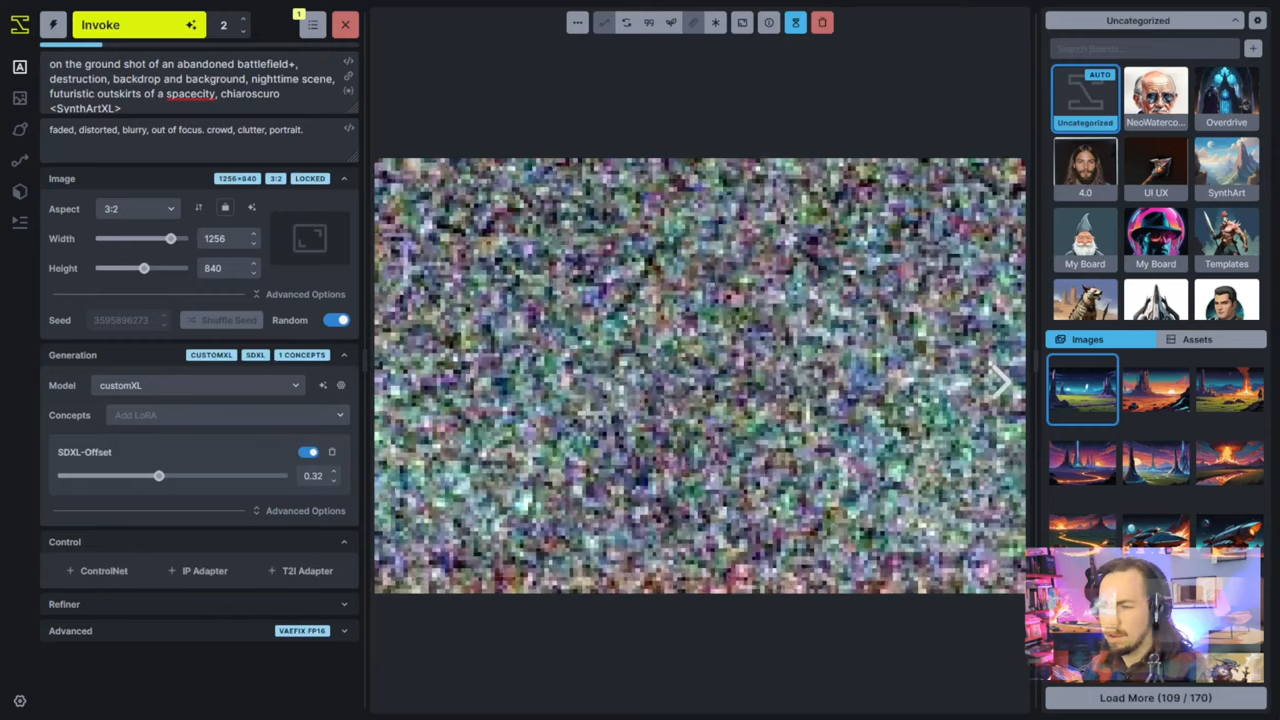 Invoke
2
1
Uncategorized
Search Boards...
on the ground shot of an abandoned battlefield+,
destruction, backdrop and background, nighttime scene,
futuristic outskirts of a spacecity, chiaroscuro
<SynthArtXL>
faded, distorted, blurry, out of focus. crowd, clutter, portrait.
Image
1256×840
3:2
LOCKED
Aspect
3:2
Width
1256
Height
840
Advanced Options
Seed
3595896273
Shuffle Seed
Random
Generation
CUSTOMXL
SDXL
1 CONCEPTS
Model
customXL
Concepts
Add LoRA
SDXL-Offset
0.32
Advanced Options
Control
ControlNet
IP Adapter
T2I Adapter
Refiner
Advanced
VAEFIX FP16
AUTO
Uncategorized
NeoWaterco...
Overdrive
4.0
UI UX
SynthArt
My Board
My Board
Templates
Images
Assets
Load More (109 / 170)